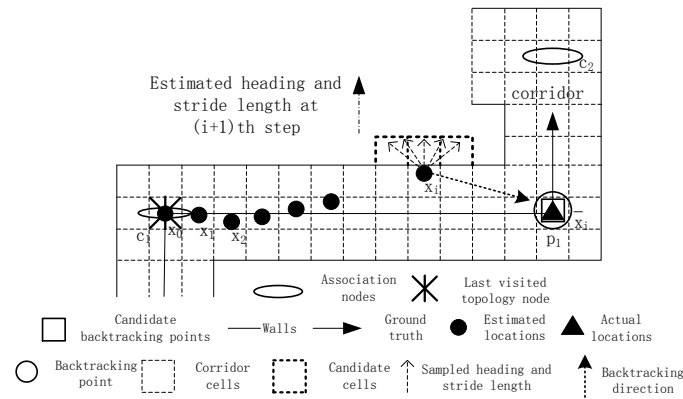 Estimated heading and
stride length at
(i+1)th step
c2
corridor
xi
c1 x0 x1 x2
p1
x̄i
Association
nodes
Last visited
topology node
Candidate
backtracking points
Walls
Ground
truth
Estimated
locations
Actual
locations
Backtracking
point
Corridor
cells
Candidate
cells
Sampled heading and
stride length
Backtracking
direction